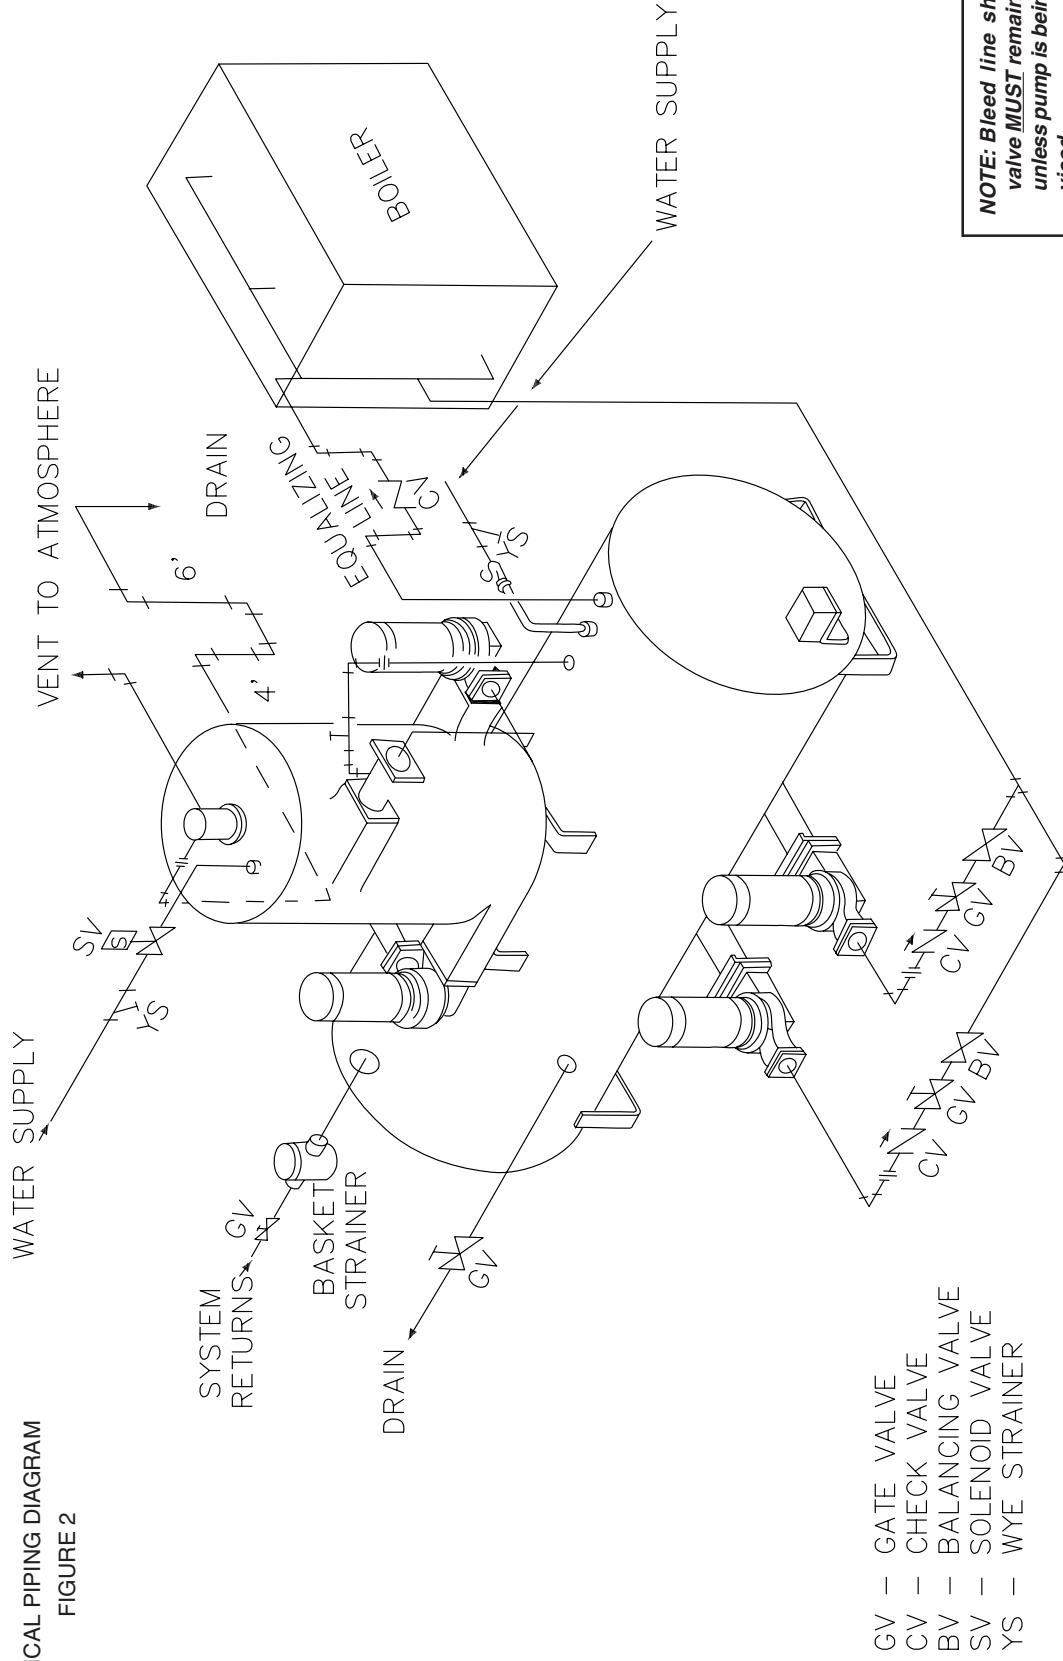 ICAL PIPING DIAGRAM
FIGURE 2
WATER SUPPLY
VENT TO ATMOSPHERE
SV
S
YS
4'
6'
DRAIN
SYSTEM
RETURNS
GV
BASKET
STRAINER
DRAIN
GV
EQUALIZING
LINE
CV
YS
S
BOILER
WATER SUPPLY
CV
GV
BV
CV
GV
BV
GV – GATE VALVE
CV – CHECK VALVE
BV – BALANCING VALVE
SV – SOLENOID VALVE
YS – WYE STRAINER
NOTE: Bleed line sh
valve MUST remain
unless pump is bein